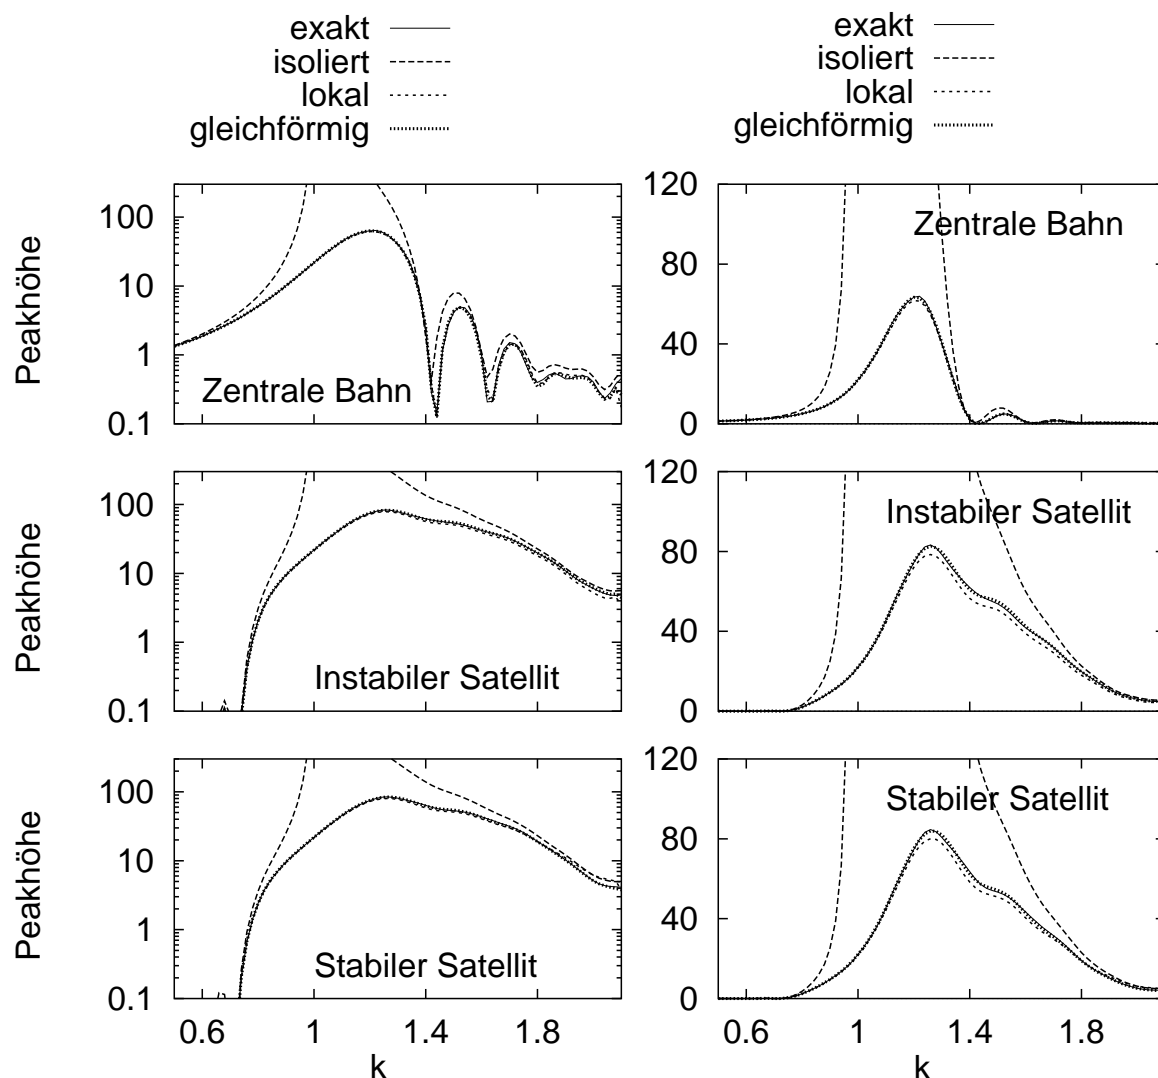 exakt
isoliert
lokal
gleichförmig
exakt
isoliert
lokal
gleichförmig
Peakhöhe
100
10
1
0.1
Zentrale Bahn
120
80
40
0
Zentrale Bahn
Peakhöhe
100
10
1
0.1
Instabiler Satellit
120
80
40
0
Instabiler Satellit
Peakhöhe
100
10
1
0.1
Stabiler Satellit
0.6 1 1.4 1.8
k
120
80
40
0
Stabiler Satellit
0.6 1 1.4 1.8
k